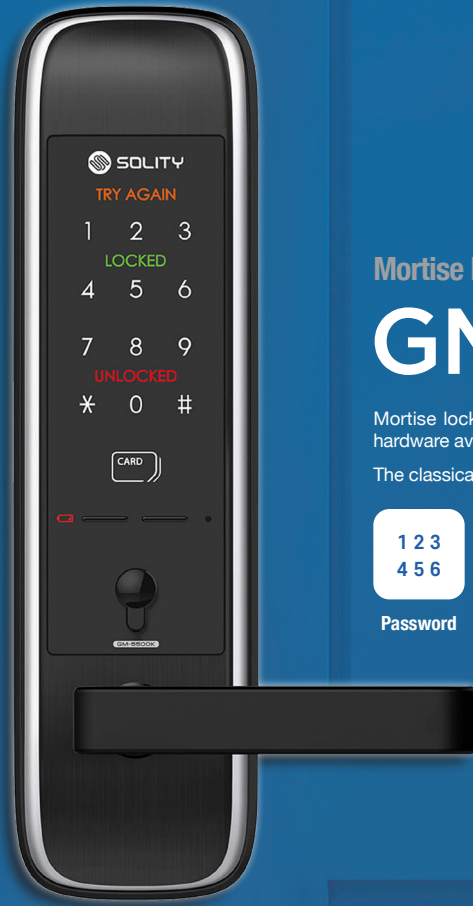 SOLITY
TRY AGAIN
1 2 3
LOCKED
4 5 6
7 8 9
UNLOCKED
* 0 #
CARD
GM-5500K
Mortise
GM
Mortise lock
hardware av
The classica
1 2 3
4 5 6
Password